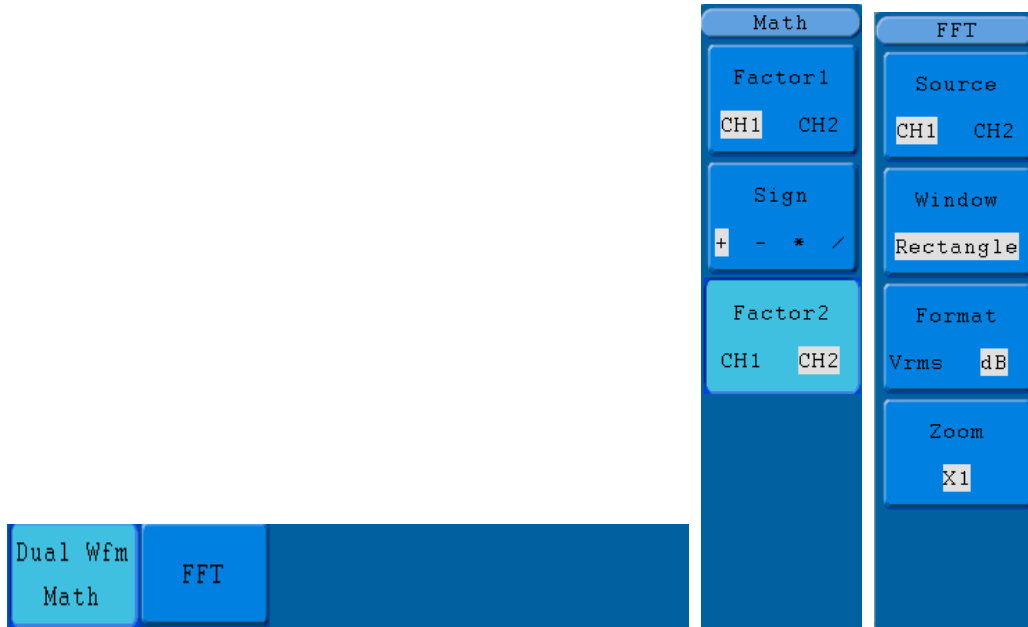 Math
Factor1
CH1 CH2
Sign
+ - * /
Factor2
CH1 CH2
FFT
Source
CH1 CH2
Window
Rectangle
Format
Vrms dB
Zoom
X1
Dual Wfm
Math
FFT